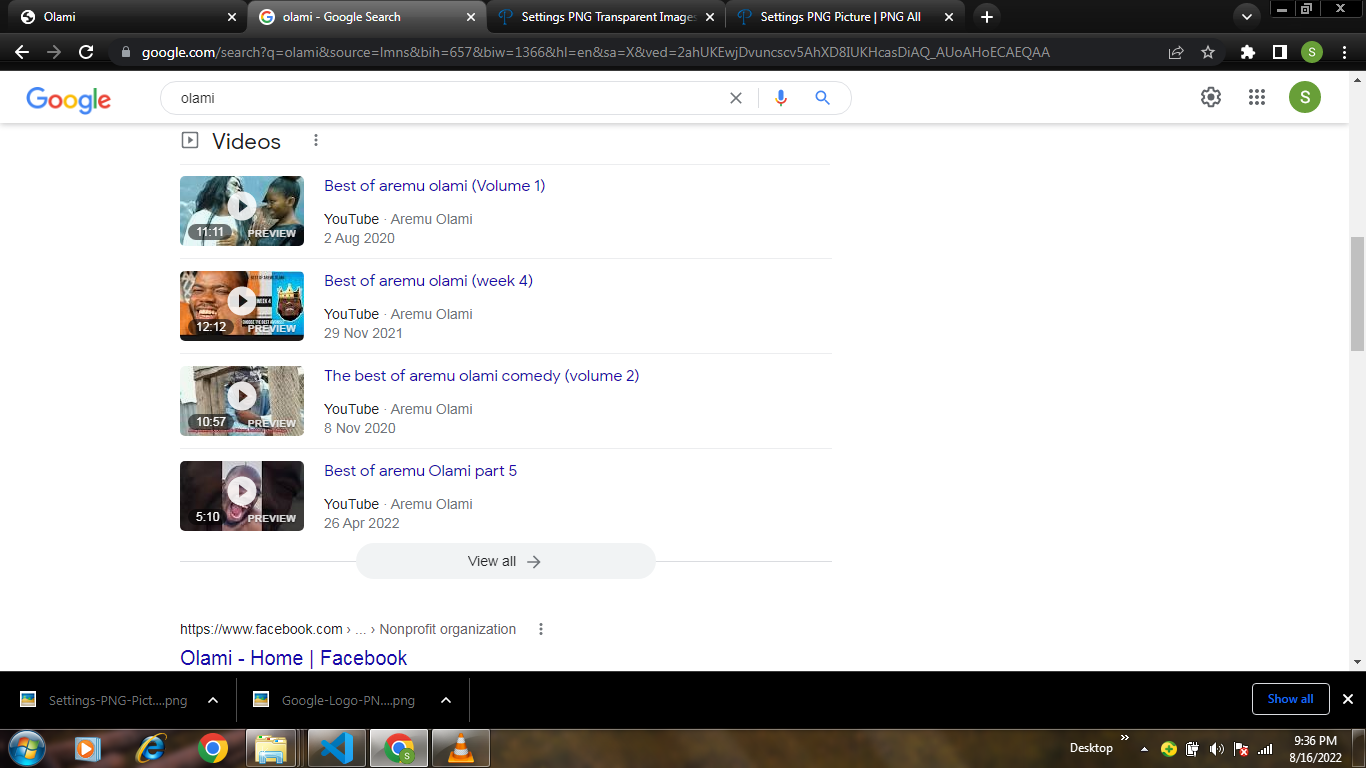 Olami
olami - Google Search
Settings PNG Transparent Images
Settings PNG Picture | PNG All
google.com/search?q=olami&source=lmns&bih=657&biw=1366&hl=en&sa=X&ved=2ahUKEwjDvuncscv5AhXD8IUKHcasDiAQ_AUoAHoECAEQAA
S
Google
olami
S
Videos
Best of aremu olami (Volume 1)
11:11
PREVIEW
YouTube · Aremu Olami
2 Aug 2020
Best of aremu olami (week 4)
WEEK 4
12:12
PREVIEW
YouTube · Aremu Olami
29 Nov 2021
The best of aremu olami comedy (volume 2)
10:57
PREVIEW
YouTube · Aremu Olami
8 Nov 2020
Best of aremu Olami part 5
5:10
PREVIEW
YouTube · Aremu Olami
26 Apr 2022
View all
https://www.facebook.com › ... › Nonprofit organization
Olami - Home | Facebook
Settings-PNG-Pict....png
Google-Logo-PN....png
Show all
S
Desktop
9:36 PM
8/16/2022